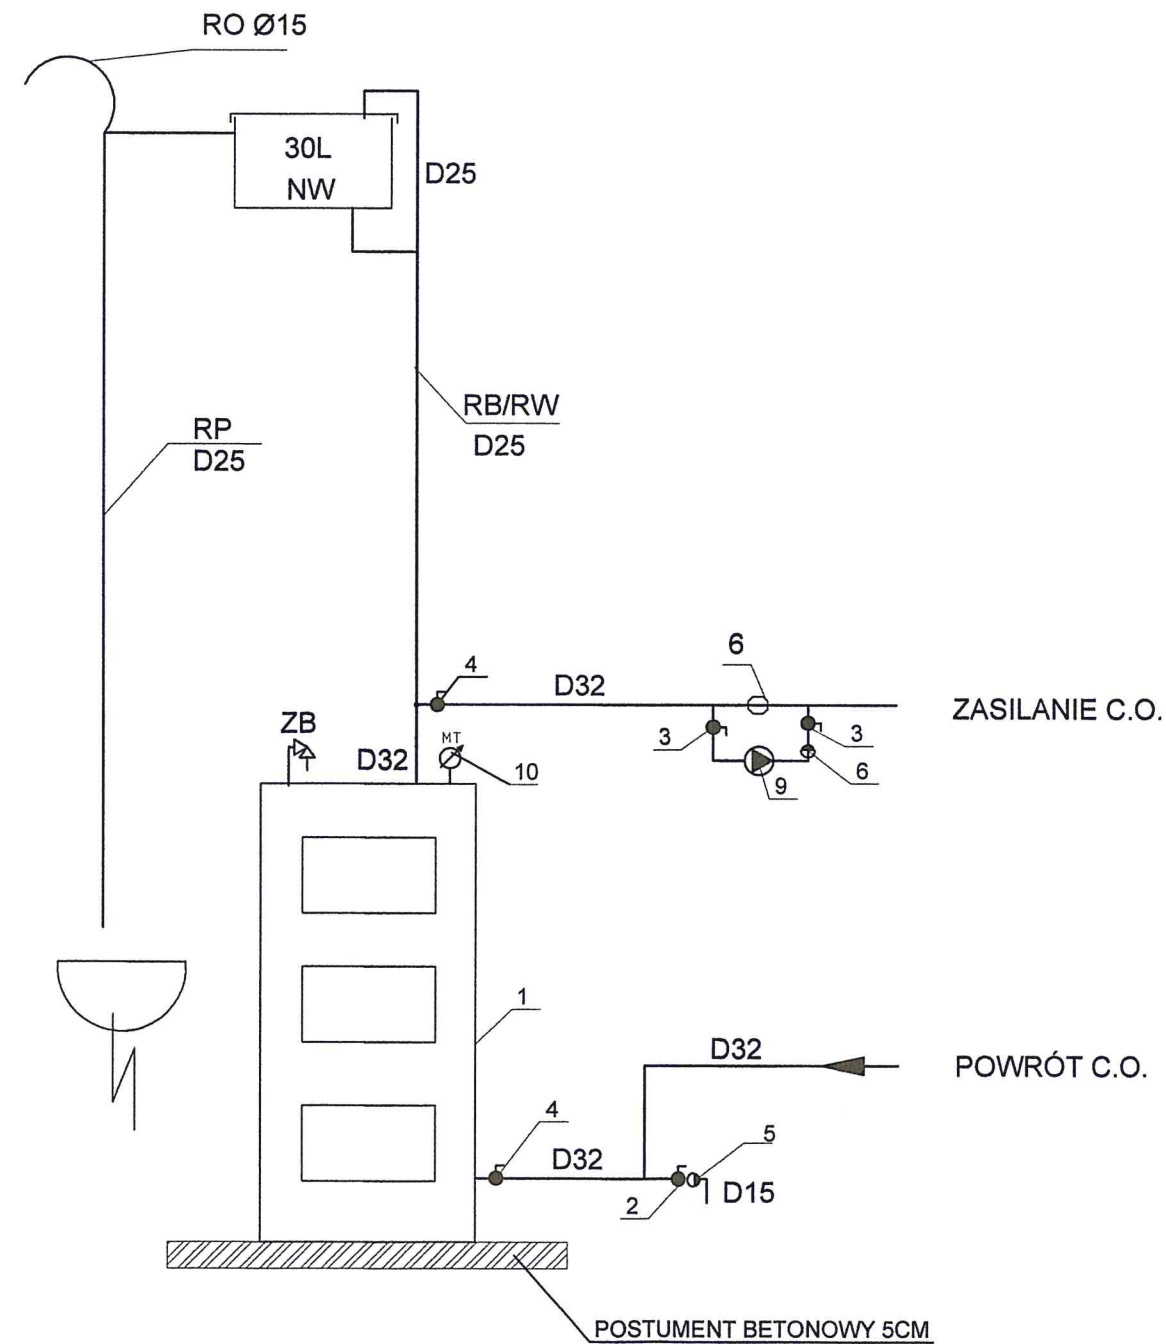 RO Ø15
30L
NW
D25
RB/RW
D25
RP
D25
4
D32
6
ZASILANIE C.O.
3
3
6
9
ZB
D32
MT
10
1
D32
POWRÓT C.O.
4
D32
5
2
D15
POSTUMENT BETONOWY 5CM